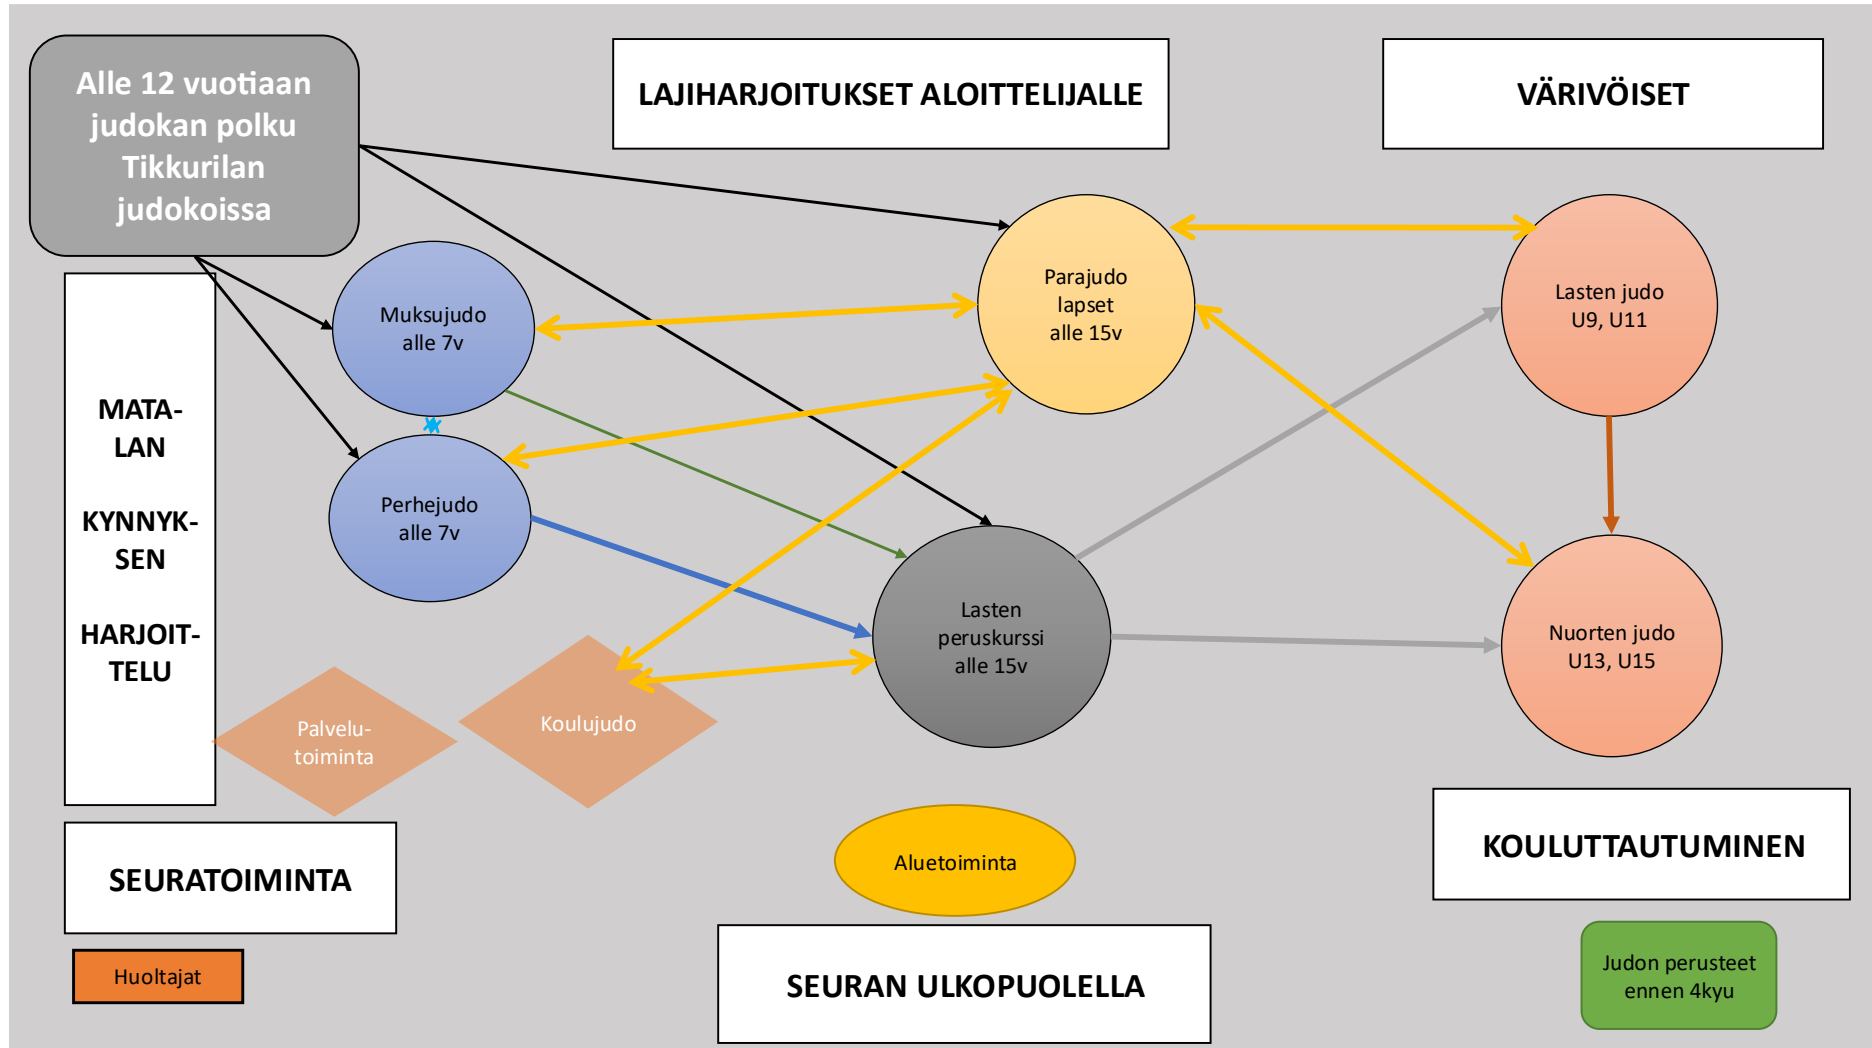 Alle 12 vuotiaan
judokan polku
Tikkurilan
judokoissa
LAJIHARJOITUKSET ALOITTELIJALLE
VÄRIVÖISET
MATA-
LAN
KYNNYK-
SEN
HARJOIT-
TELU
Muksujudo
alle 7v
Parajudo
lapset
alle 15v
Lasten judo
U9, U11
Perhejudo
alle 7v
Lasten
peruskurssi
alle 15v
Nuorten judo
U13, U15
Palvelu-
toiminta
Koulujudo
SEURATOIMINTA
Aluetoiminta
KOULUTTAUTUMINEN
Huoltajat
SEURAN ULKOPUOLELLA
Judon perusteet
ennen 4kyu